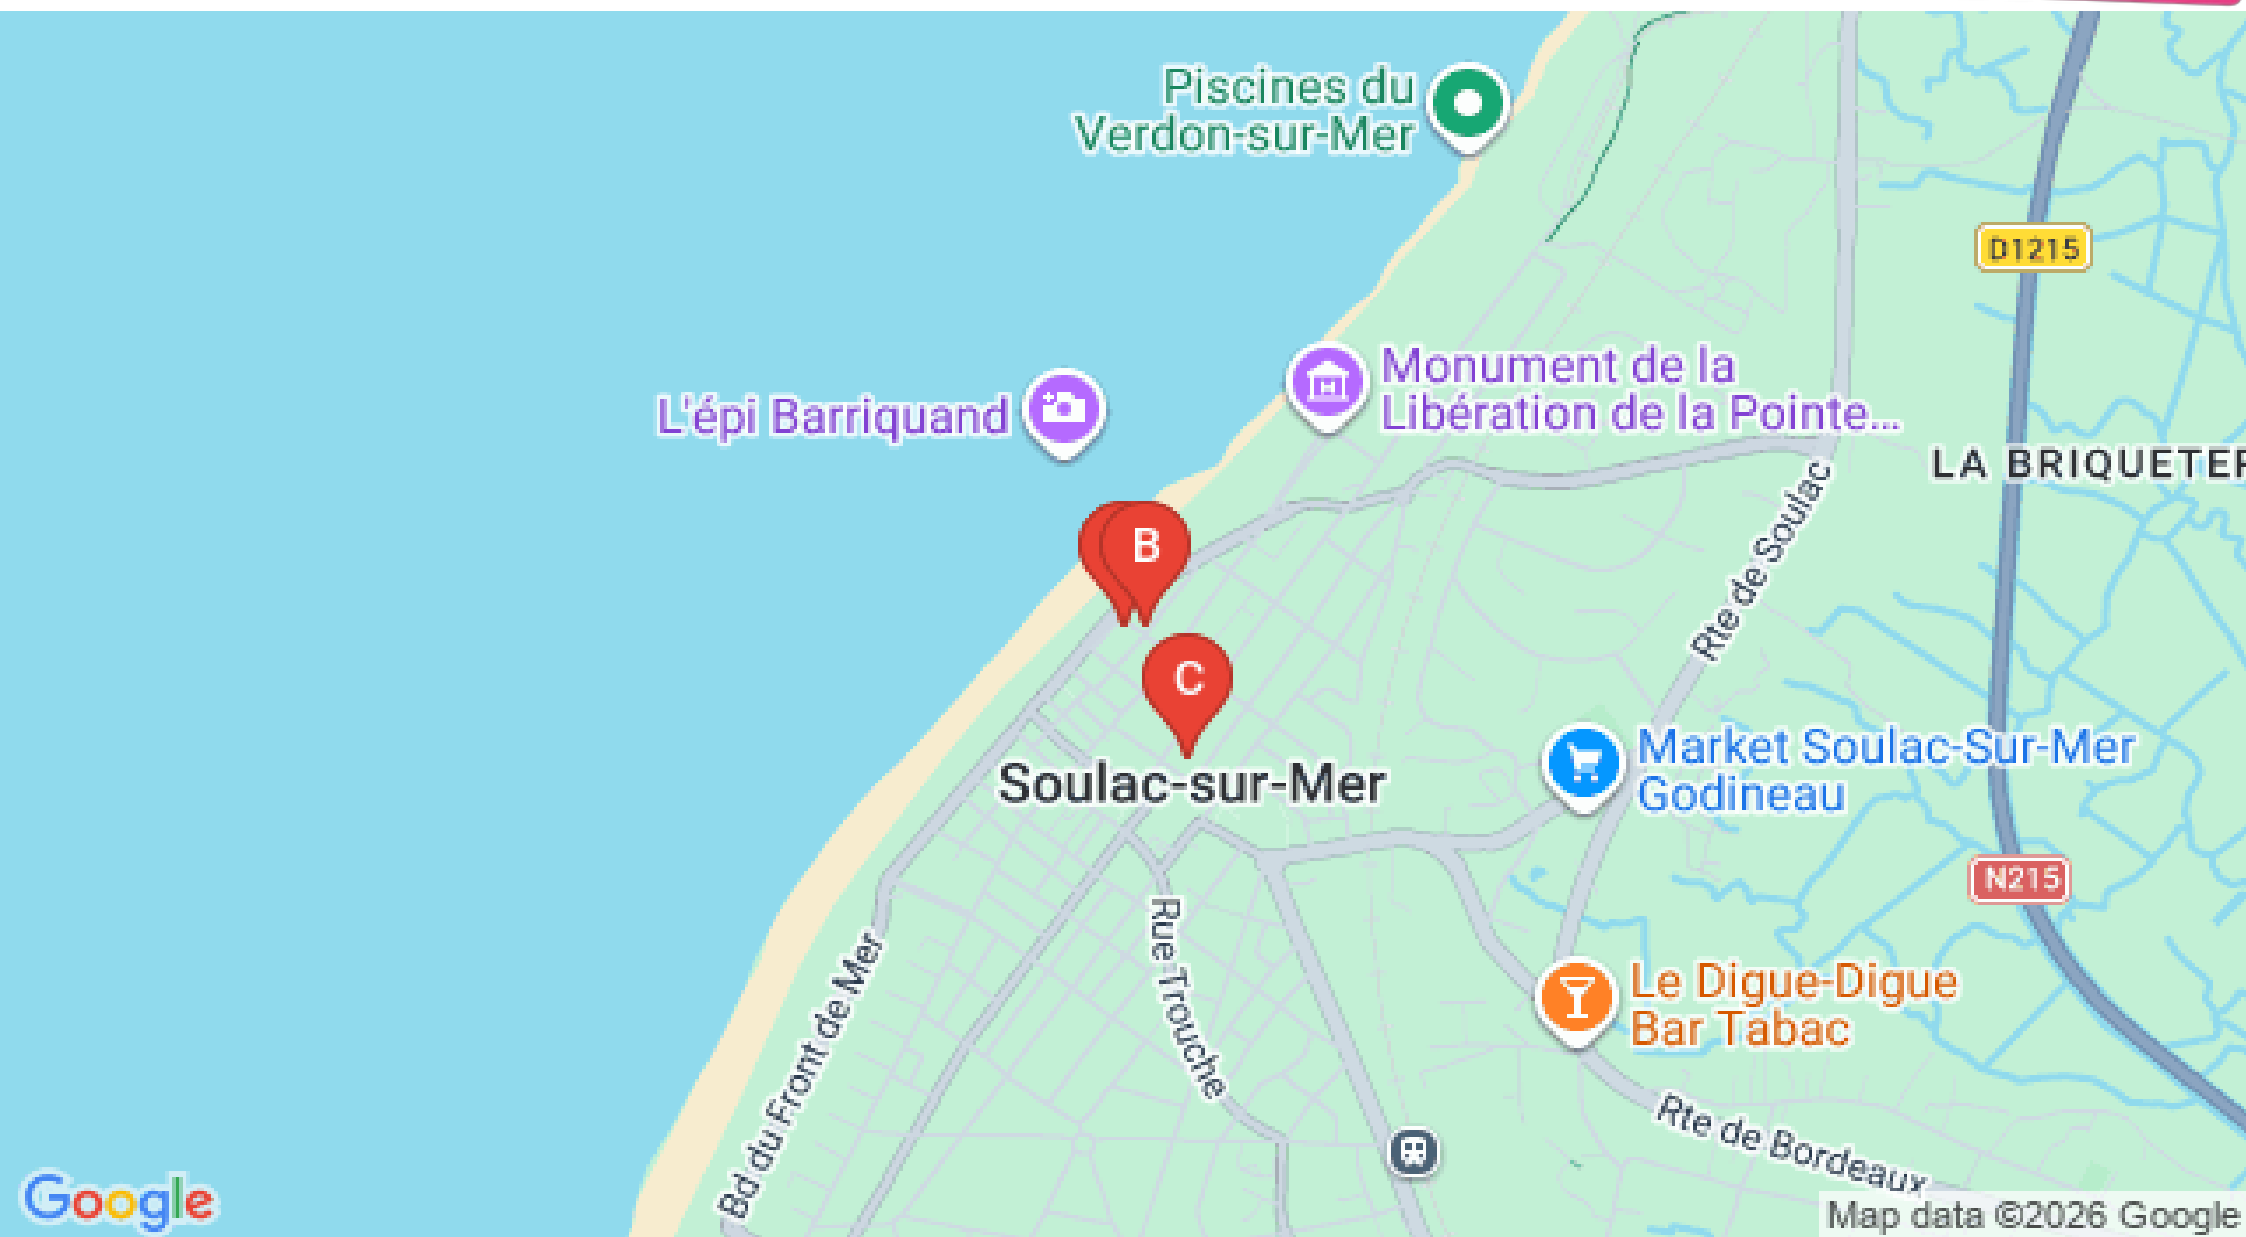 Piscines du
Verdon-sur-Mer
D1215
Monument de la
Libération de la Pointe...
L'épi Barriquand
LA BRIQUETER
B
Rte de Soulac
C
Market Soulac-Sur-Mer
Godineau
Soulac-sur-Mer
N215
Rue Trouche
Bd du Front de Mer
Le Digue-Digue
Bar Tabac
Rte de Bordeaux
Google
Map data ©2026 Google